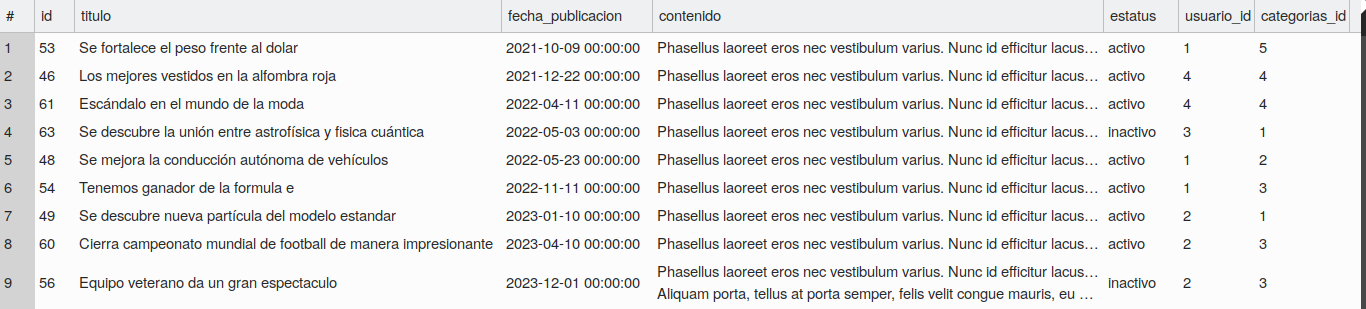 # id titulo fecha_publicacion contenido estatus usuario_id categorias_id
1 53 Se fortalece el peso frente al dolar 2021-10-09 00:00:00 Phasellus laoreet eros nec vestibulum varius. Nunc id efficitur lacus… activo 1 5
2 46 Los mejores vestidos en la alfombra roja 2021-12-22 00:00:00 Phasellus laoreet eros nec vestibulum varius. Nunc id efficitur lacus… activo 4 4
3 61 Escándalo en el mundo de la moda 2022-04-11 00:00:00 Phasellus laoreet eros nec vestibulum varius. Nunc id efficitur lacus… activo 4 4
4 63 Se descubre la unión entre astrofísica y fisica cuántica 2022-05-03 00:00:00 Phasellus laoreet eros nec vestibulum varius. Nunc id efficitur lacus… inactivo 3 1
5 48 Se mejora la conducción autónoma de vehículos 2022-05-23 00:00:00 Phasellus laoreet eros nec vestibulum varius. Nunc id efficitur lacus… activo 1 2
6 54 Tenemos ganador de la formula e 2022-11-11 00:00:00 Phasellus laoreet eros nec vestibulum varius. Nunc id efficitur lacus… activo 1 3
7 49 Se descubre nueva partícula del modelo estandar 2023-01-10 00:00:00 Phasellus laoreet eros nec vestibulum varius. Nunc id efficitur lacus… activo 2 1
8 60 Cierra campeonato mundial de football de manera impresionante 2023-04-10 00:00:00 Phasellus laoreet eros nec vestibulum varius. Nunc id efficitur lacus… activo 2 3
9 56 Equipo veterano da un gran espectaculo 2023-12-01 00:00:00 Phasellus laoreet eros nec vestibulum varius. Nunc id efficitur lacus… inactivo 2 3
Aliquam porta, tellus at porta semper, felis velit congue mauris, eu …